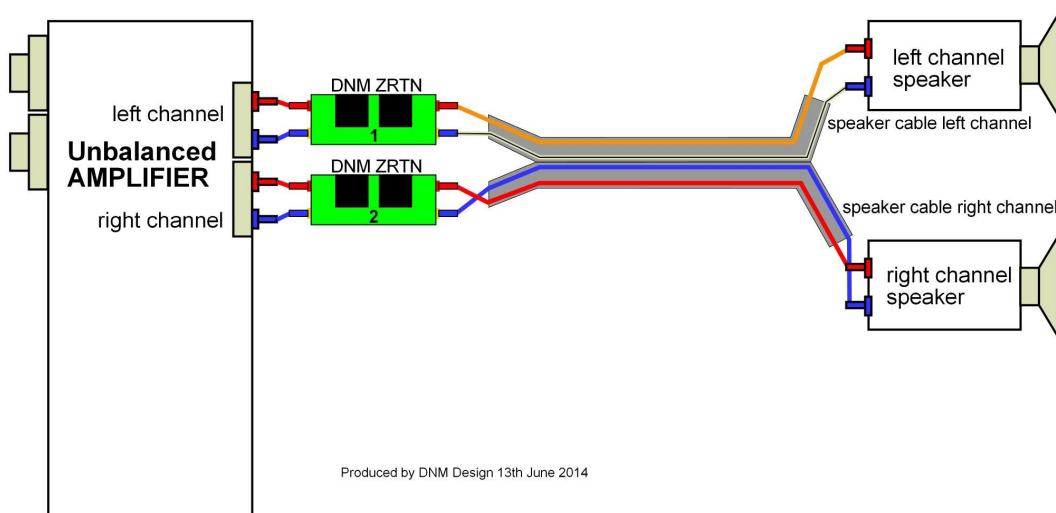 DNM ZRTN
left channel
1
Unbalanced
AMPLIFIER
DNM ZRTN
right channel
2
left channel
speaker
speaker cable left channel
speaker cable right channel
right channel
speaker
Produced by DNM Design 13th June 2014